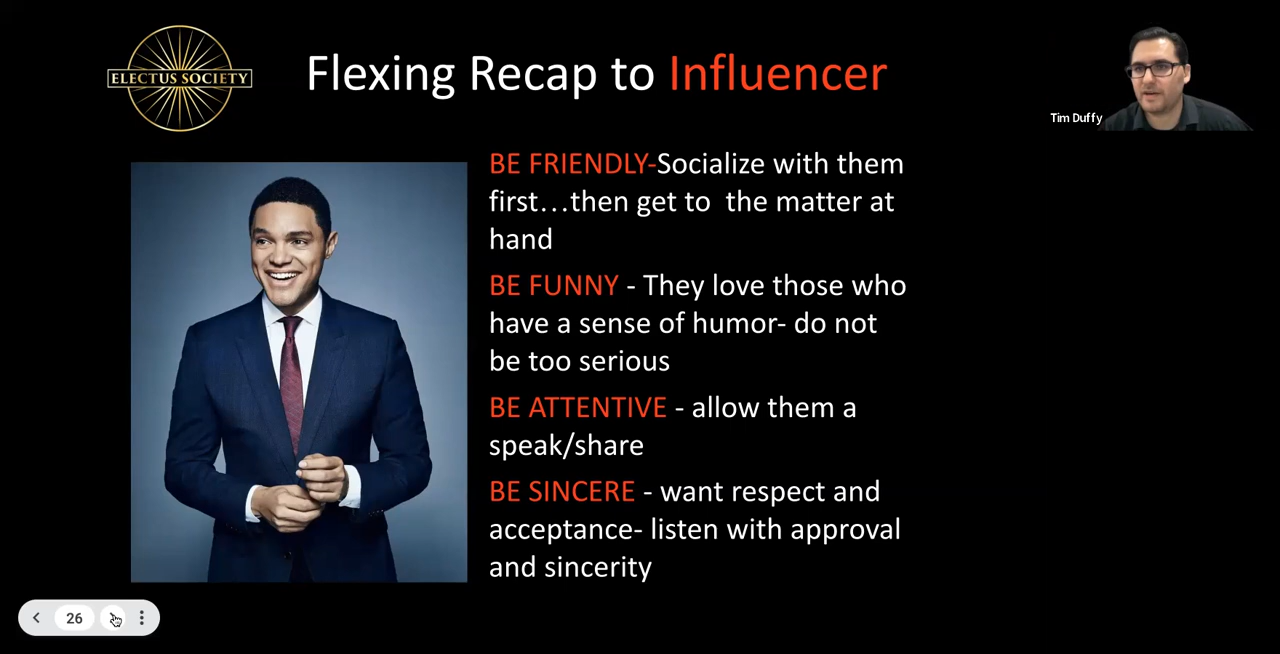 ELECTUS SOCIETY
Flexing Recap to Influencer
Tim Duffy
BE FRIENDLY-Socialize with them
first...then get to  the matter at
hand
BE FUNNY - They love those who
have a sense of humor- do not
be too serious
BE ATTENTIVE - allow them a
speak/share
BE SINCERE - want respect and
acceptance- listen with approval
and sincerity
26